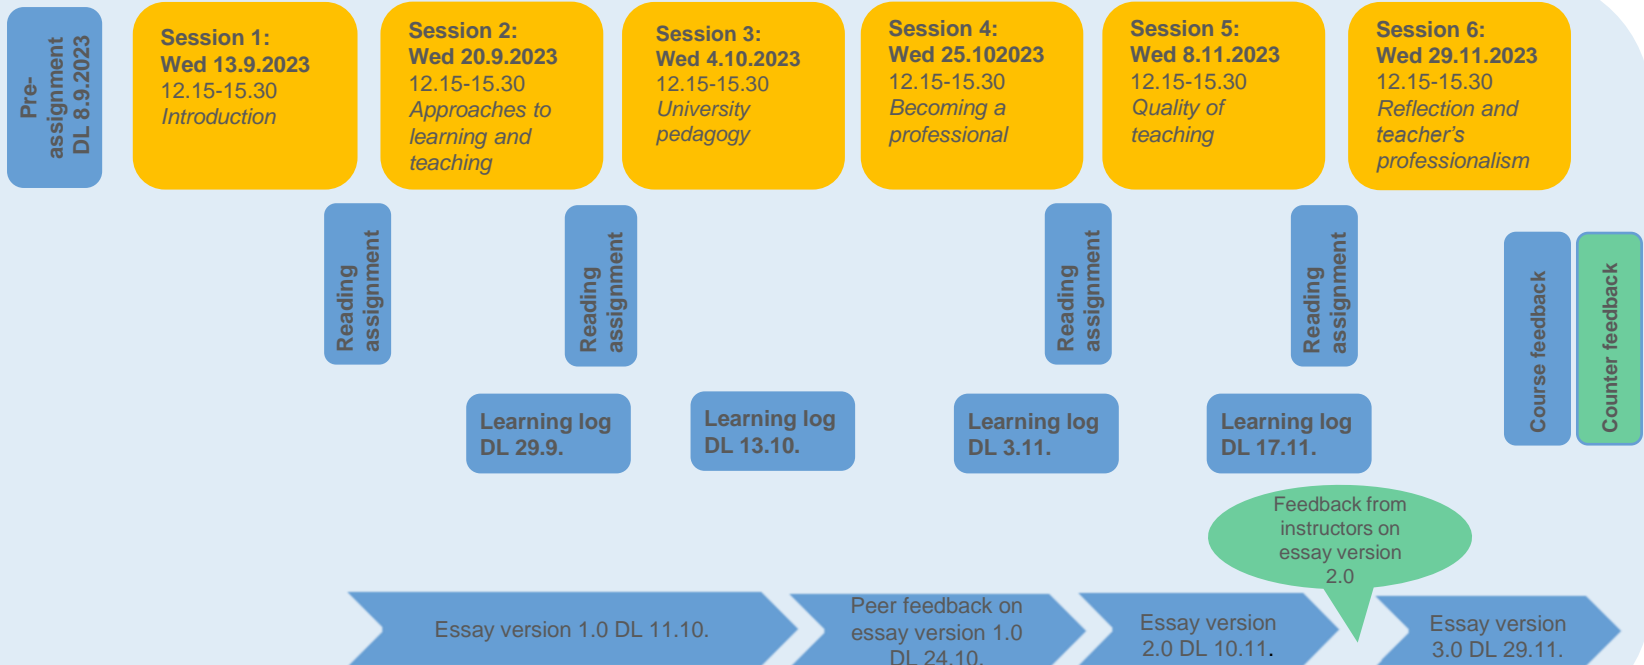 Pre-
assignment
DL 8.9.2023
Session 1:
Wed 13.9.2023
12.15-15.30
Introduction
Session 2:
Wed 20.9.2023
12.15-15.30
Approaches to
learning and
teaching
Session 3:
Wed 4.10.2023
12.15-15.30
University
pedagogy
Session 4:
Wed 25.102023
12.15-15.30
Becoming a
professional
Session 5:
Wed 8.11.2023
12.15-15.30
Quality of
teaching
Session 6:
Wed 29.11.2023
12.15-15.30
Reflection and
teacher's
professionalism
Reading
assignment
Reading
assignment
Reading
assignment
Reading
assignment
Course feedback
Counter feedback
Learning log
DL 29.9.
Learning log
DL 13.10.
Learning log
DL 3.11.
Learning log
DL 17.11.
Feedback from
instructors on
essay version
2.0
Essay version 1.0 DL 11.10.
Peer feedback on
essay version 1.0
DL 24.10.
Essay version
2.0 DL 10.11.
Essay version
3.0 DL 29.11.